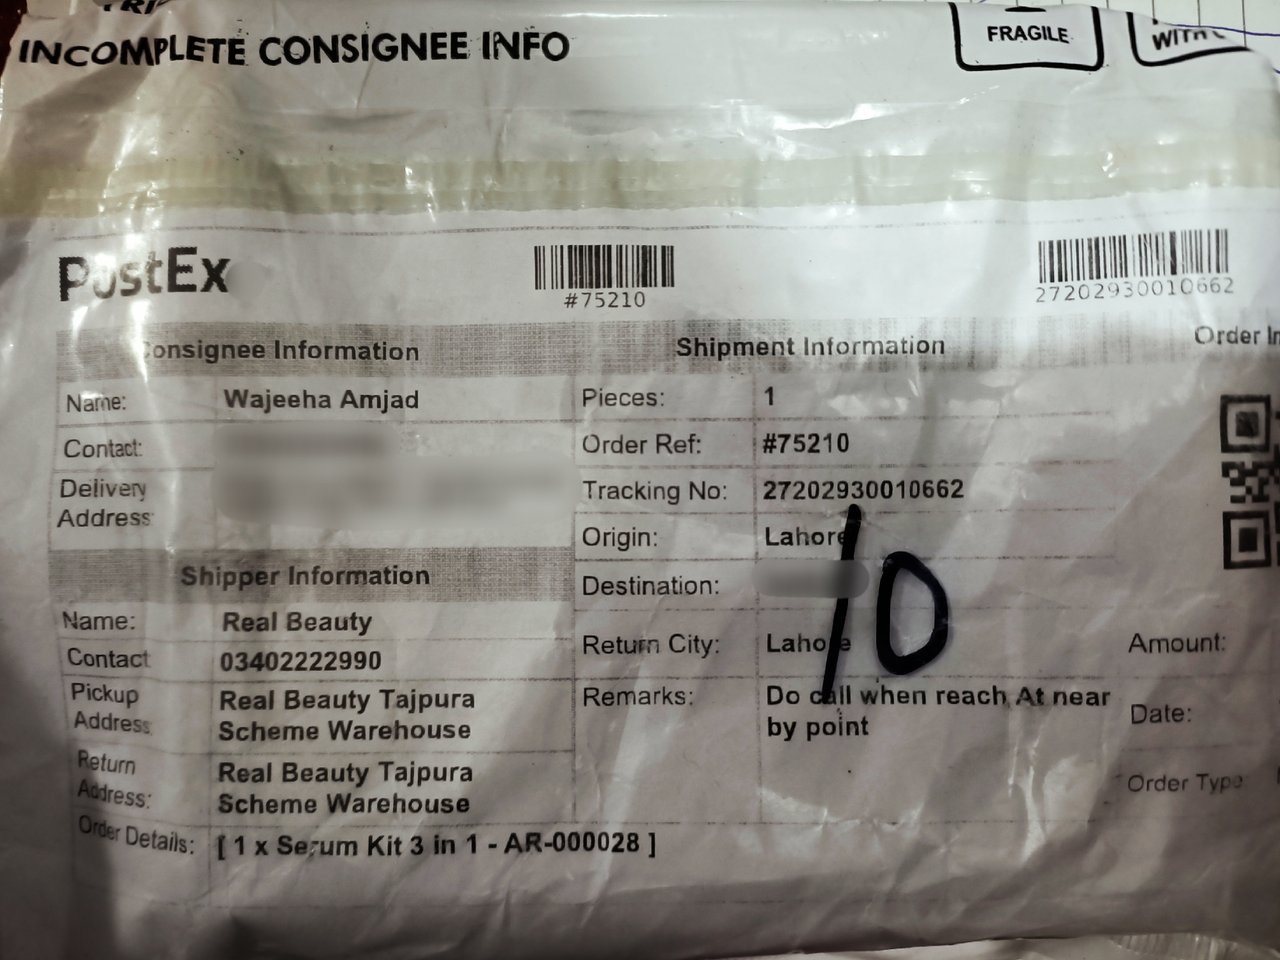 INCOMPLETE CONSIGNEE INFO
FRAGILE
PostEx
#75210
27202930010662
Consignee Information
Name: Wajeeha Amjad
Contact:
Delivery
Address:
Shipper Information
Name: Real Beauty
Contact 03402222990
Pickup Real Beauty Tajpura
Address: Scheme Warehouse
Return Real Beauty Tajpura
Address: Scheme Warehouse
Order Details: [ 1 x Serum Kit 3 in 1 - AR-000028 ]
Shipment Information
Pieces: 1
Order Ref: #75210
Tracking No: 27202930010662
Origin: Lahore
Destination:
Return City: Lahore
Remarks: Do call when reach At near
by point
10
Order
Amount:
Date:
Order Type